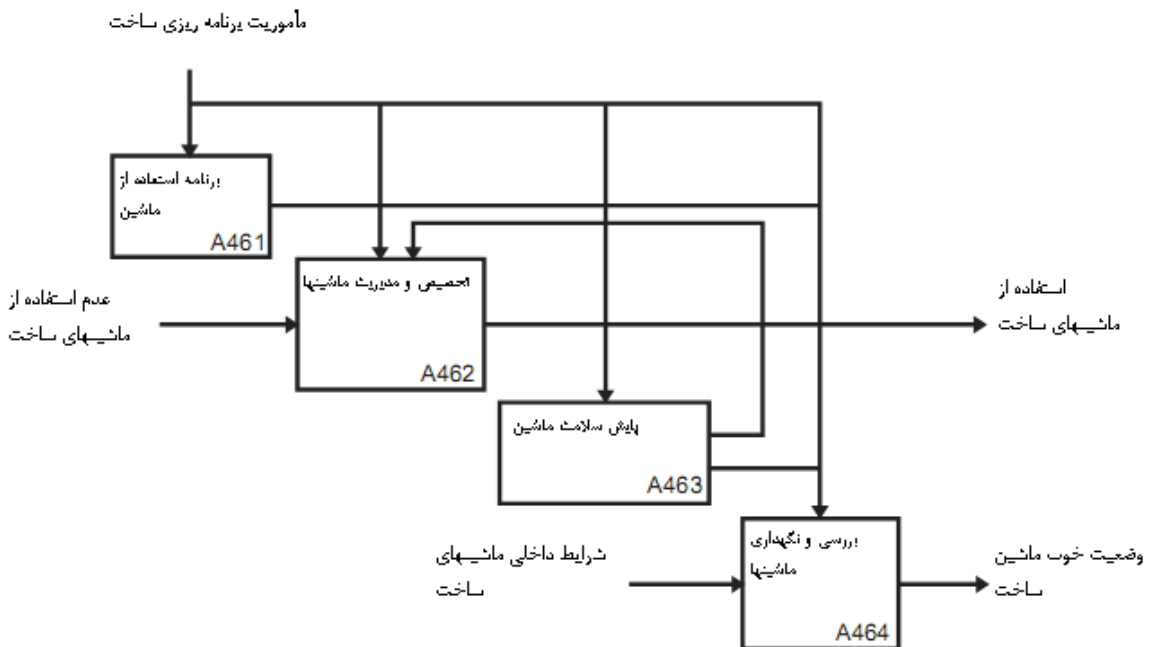 مأموریت برنامه ریزی ساخت
برنامه استفاده از
ماشین
A461
تخصیص و مدیریت ماشینها
A462
عدم استفاده از
ماشینهای ساخت
استفاده از
ماشینهای ساخت
پایش سلامت ماشین
A463
بررسی و نگهداری
ماشینها
A464
شرایط داخلی ماشینهای
ساخت
وضعیت خوب ماشین
ساخت